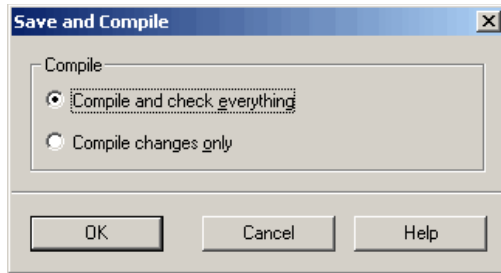 Save and Compile
Compile
Compile and check everything
Compile changes only
OK Cancel Help